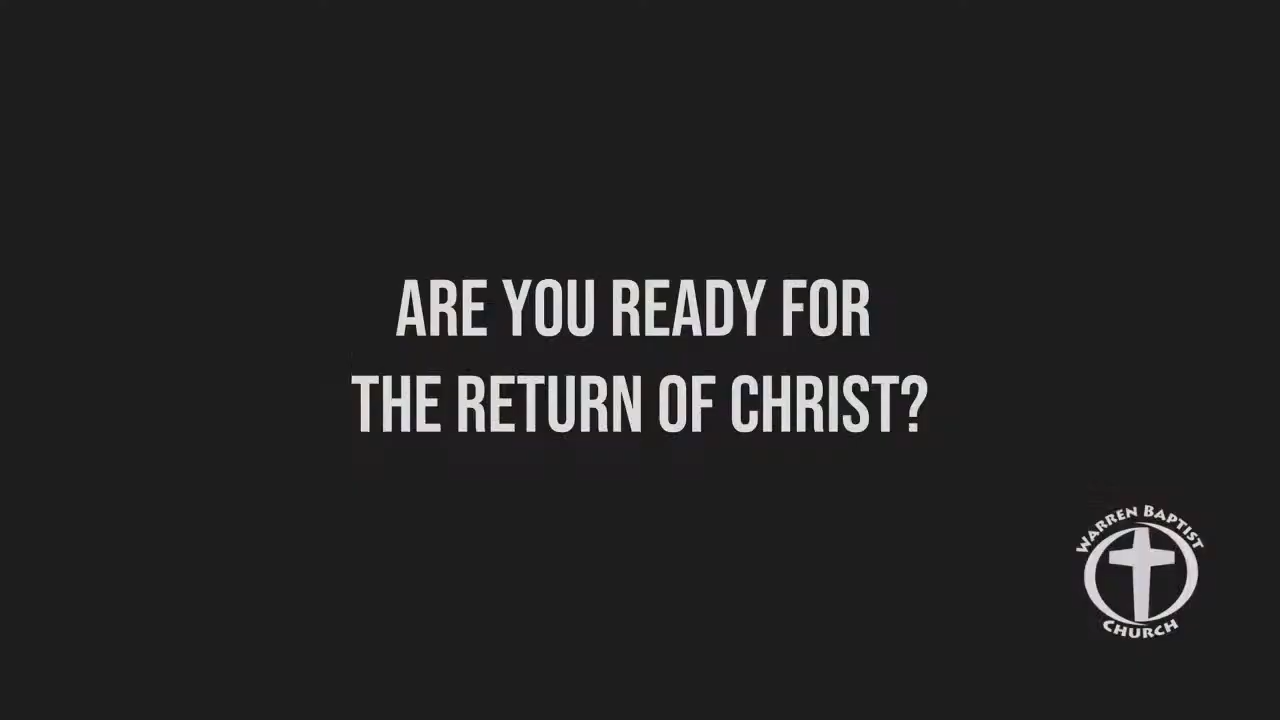 ARE YOU READY FOR
THE RETURN OF CHRIST?
WARREN BAPTIST
CHURCH